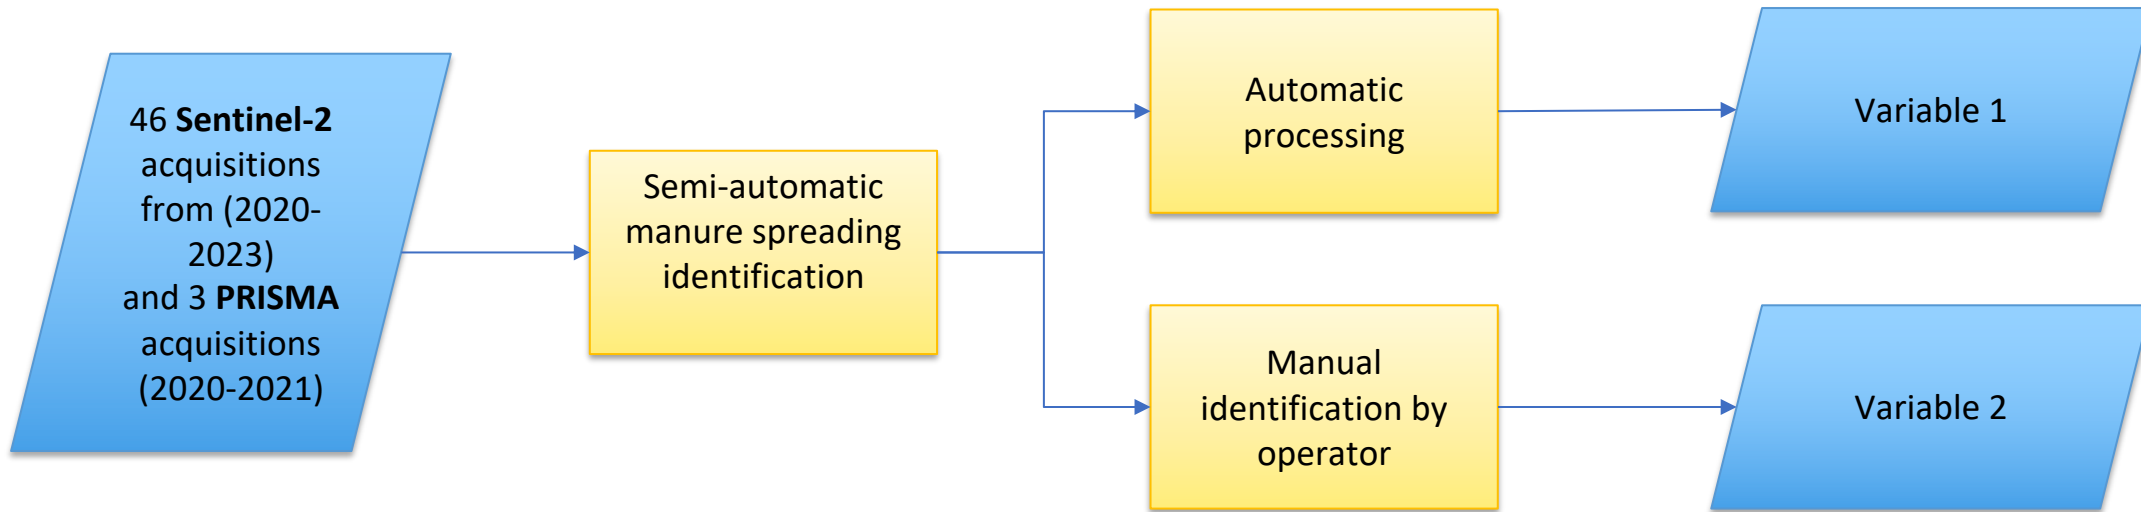 46 Sentinel-2
acquisitions
from (2020-
2023)
and 3 PRISMA
acquisitions
(2020-2021)
Semi-automatic
manure spreading
identification
Automatic
processing
Variable 1
Manual
identification by
operator
Variable 2